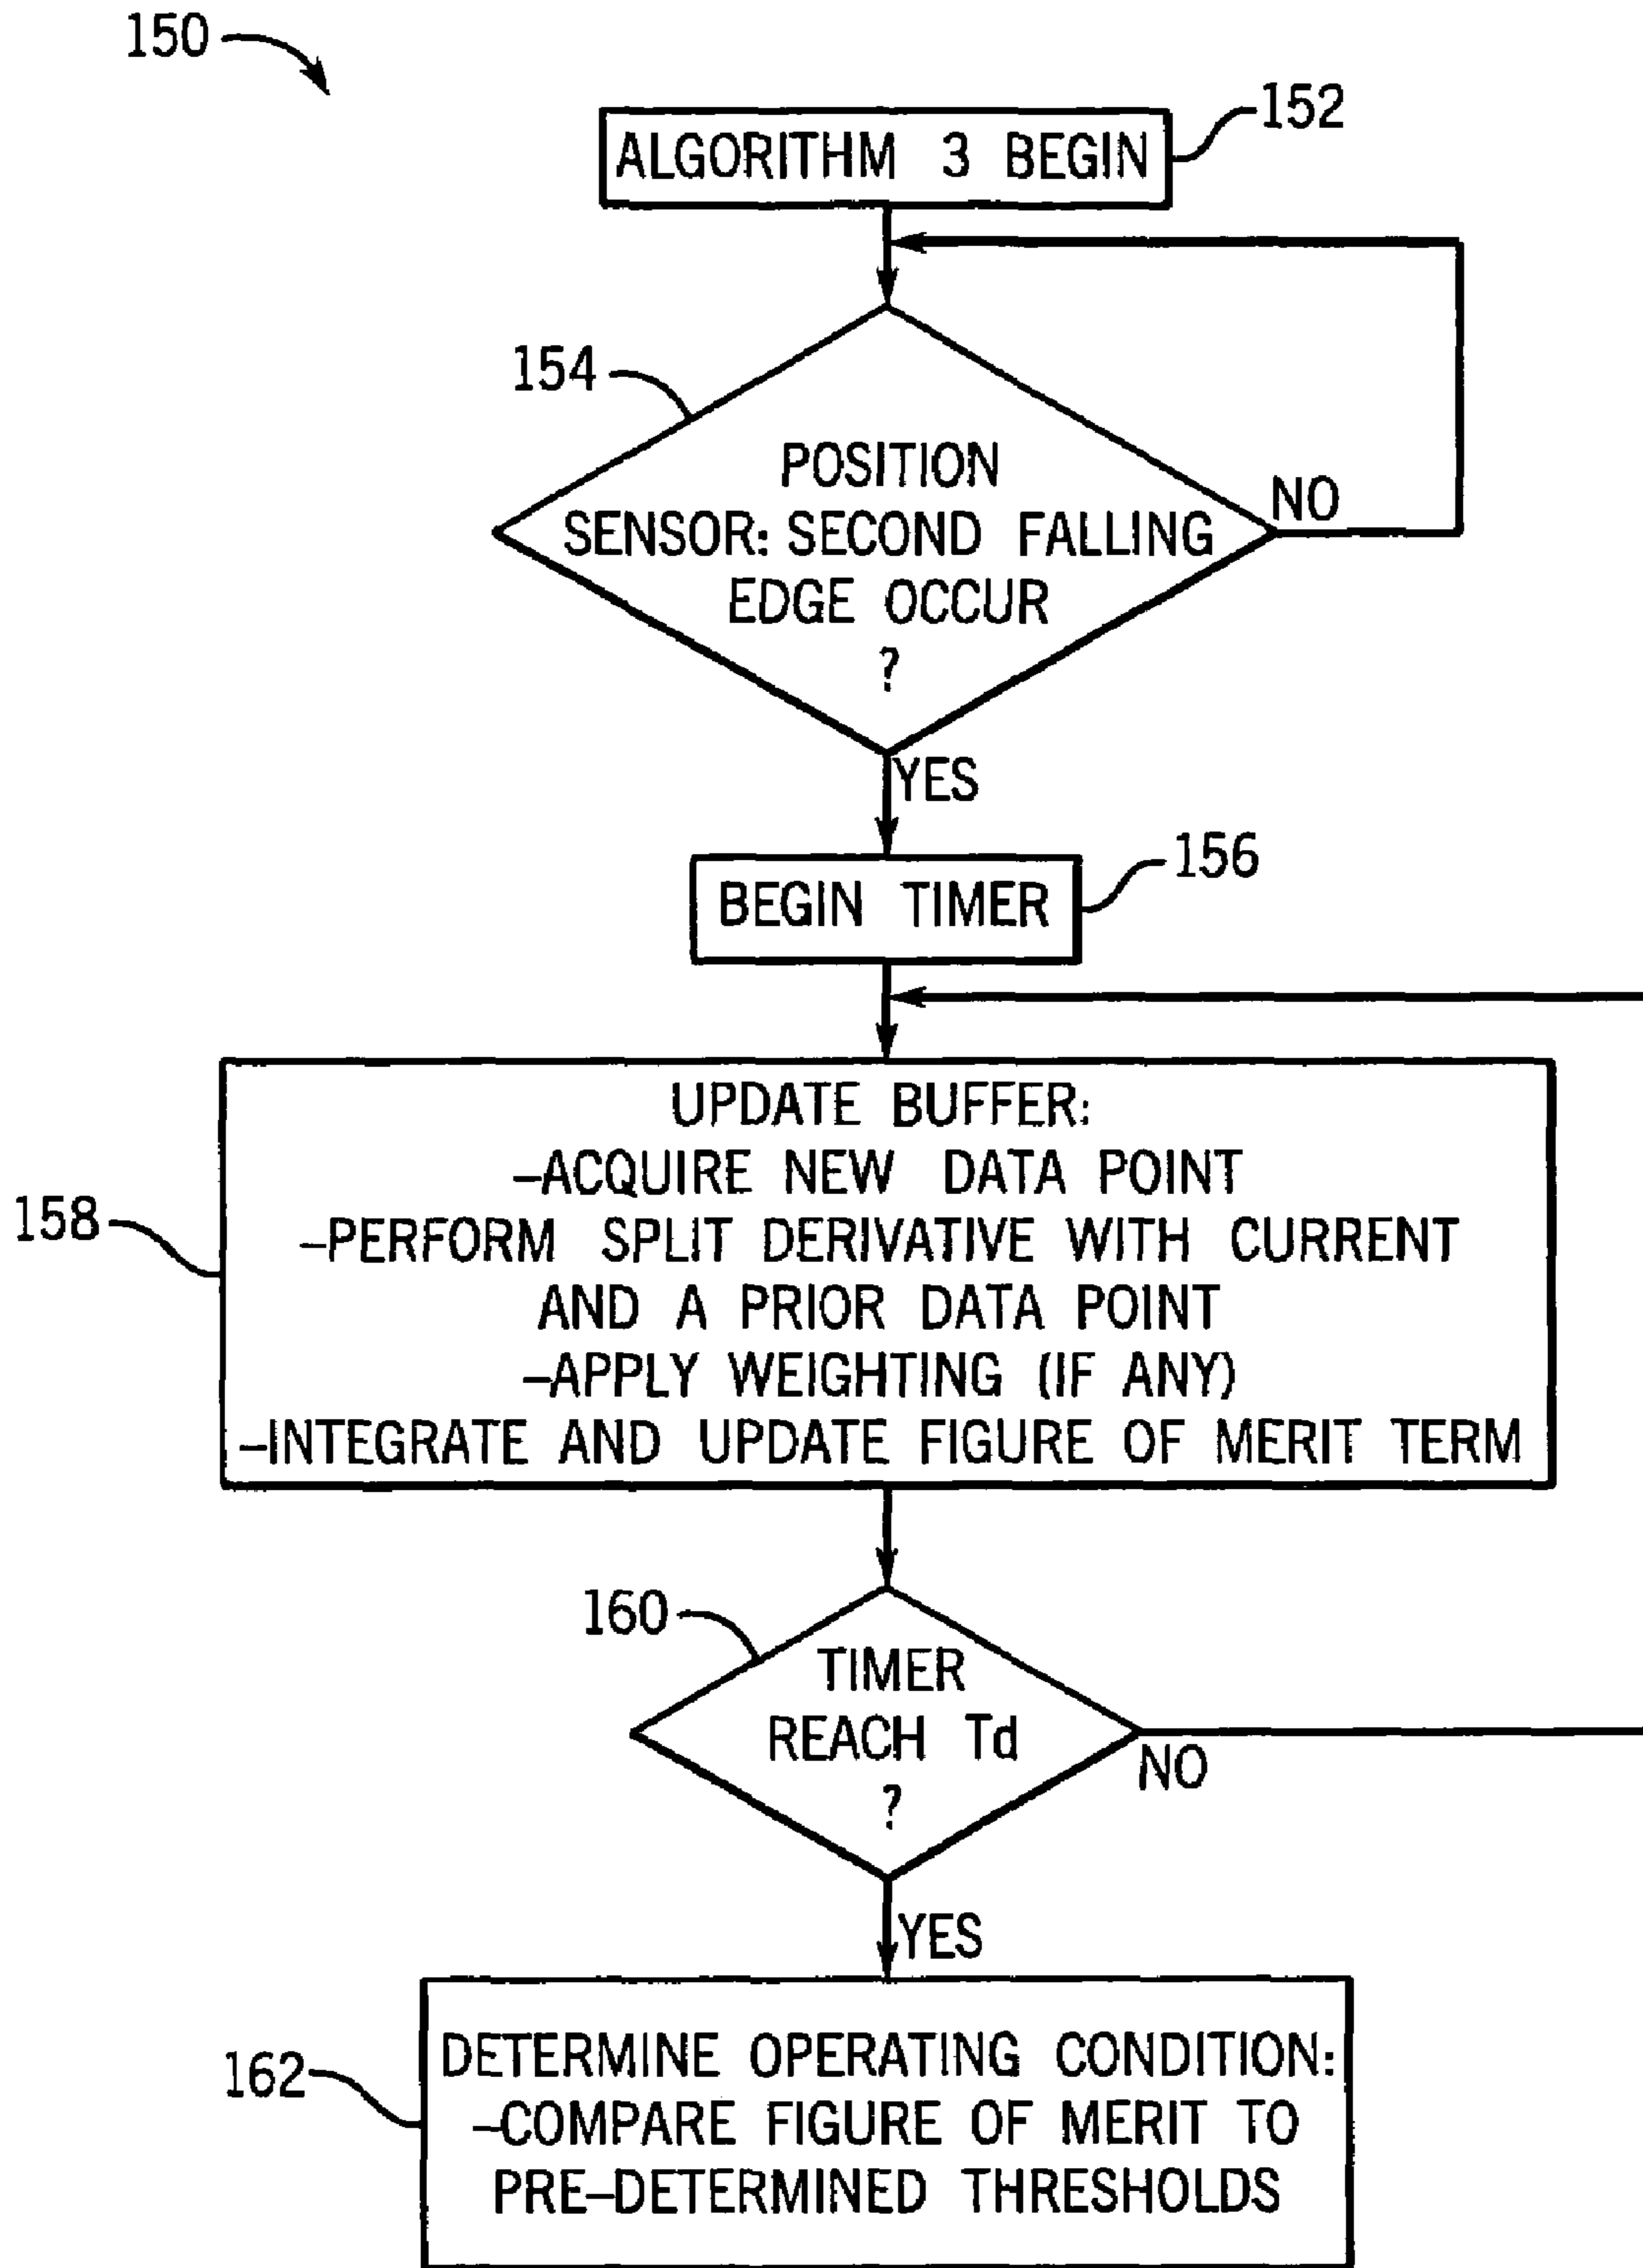 150
ALGORITHM 3 BEGIN
152
154
POSITION
SENSOR: SECOND FALLING
EDGE OCCUR
?
NO
YES
BEGIN TIMER
156
UPDATE BUFFER:
–ACQUIRE NEW DATA POINT
–PERFORM SPLIT DERIVATIVE WITH CURRENT
AND A PRIOR DATA POINT
–APPLY WEIGHTING (IF ANY)
–INTEGRATE AND UPDATE FIGURE OF MERIT TERM
158
160
TIMER
REACH Td
?
NO
YES
162
DETERMINE OPERATING CONDITION:
–COMPARE FIGURE OF MERIT TO
PRE–DETERMINED THRESHOLDS